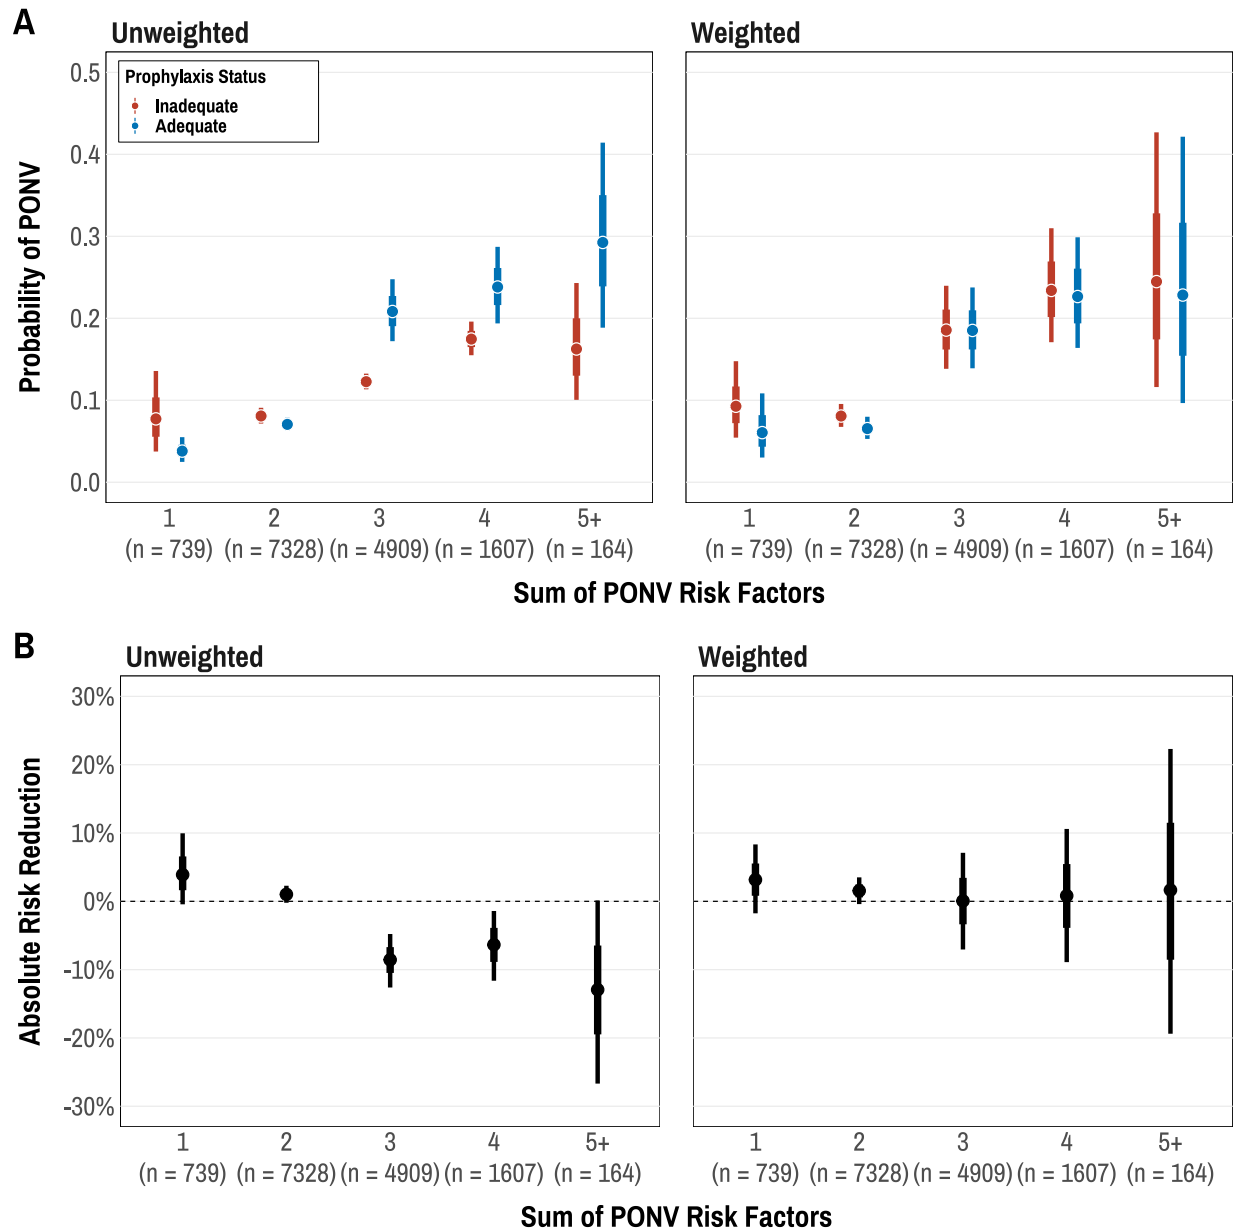 A
Unweighted
Weighted
Prophylaxis Status
Inadequate
Adequate
Probability of PONV
0.5
0.4
0.3
0.2
0.1
0.0
1 2 3 4 5+
(n = 739) (n = 7328) (n = 4909) (n = 1607) (n = 164)
1 2 3 4 5+
(n = 739) (n = 7328) (n = 4909) (n = 1607) (n = 164)
Sum of PONV Risk Factors
B
Unweighted
Weighted
Absolute Risk Reduction
30%
20%
10%
0%
-10%
-20%
-30%
1 2 3 4 5+
(n = 739) (n = 7328) (n = 4909) (n = 1607) (n = 164)
1 2 3 4 5+
(n = 739) (n = 7328) (n = 4909) (n = 1607) (n = 164)
Sum of PONV Risk Factors